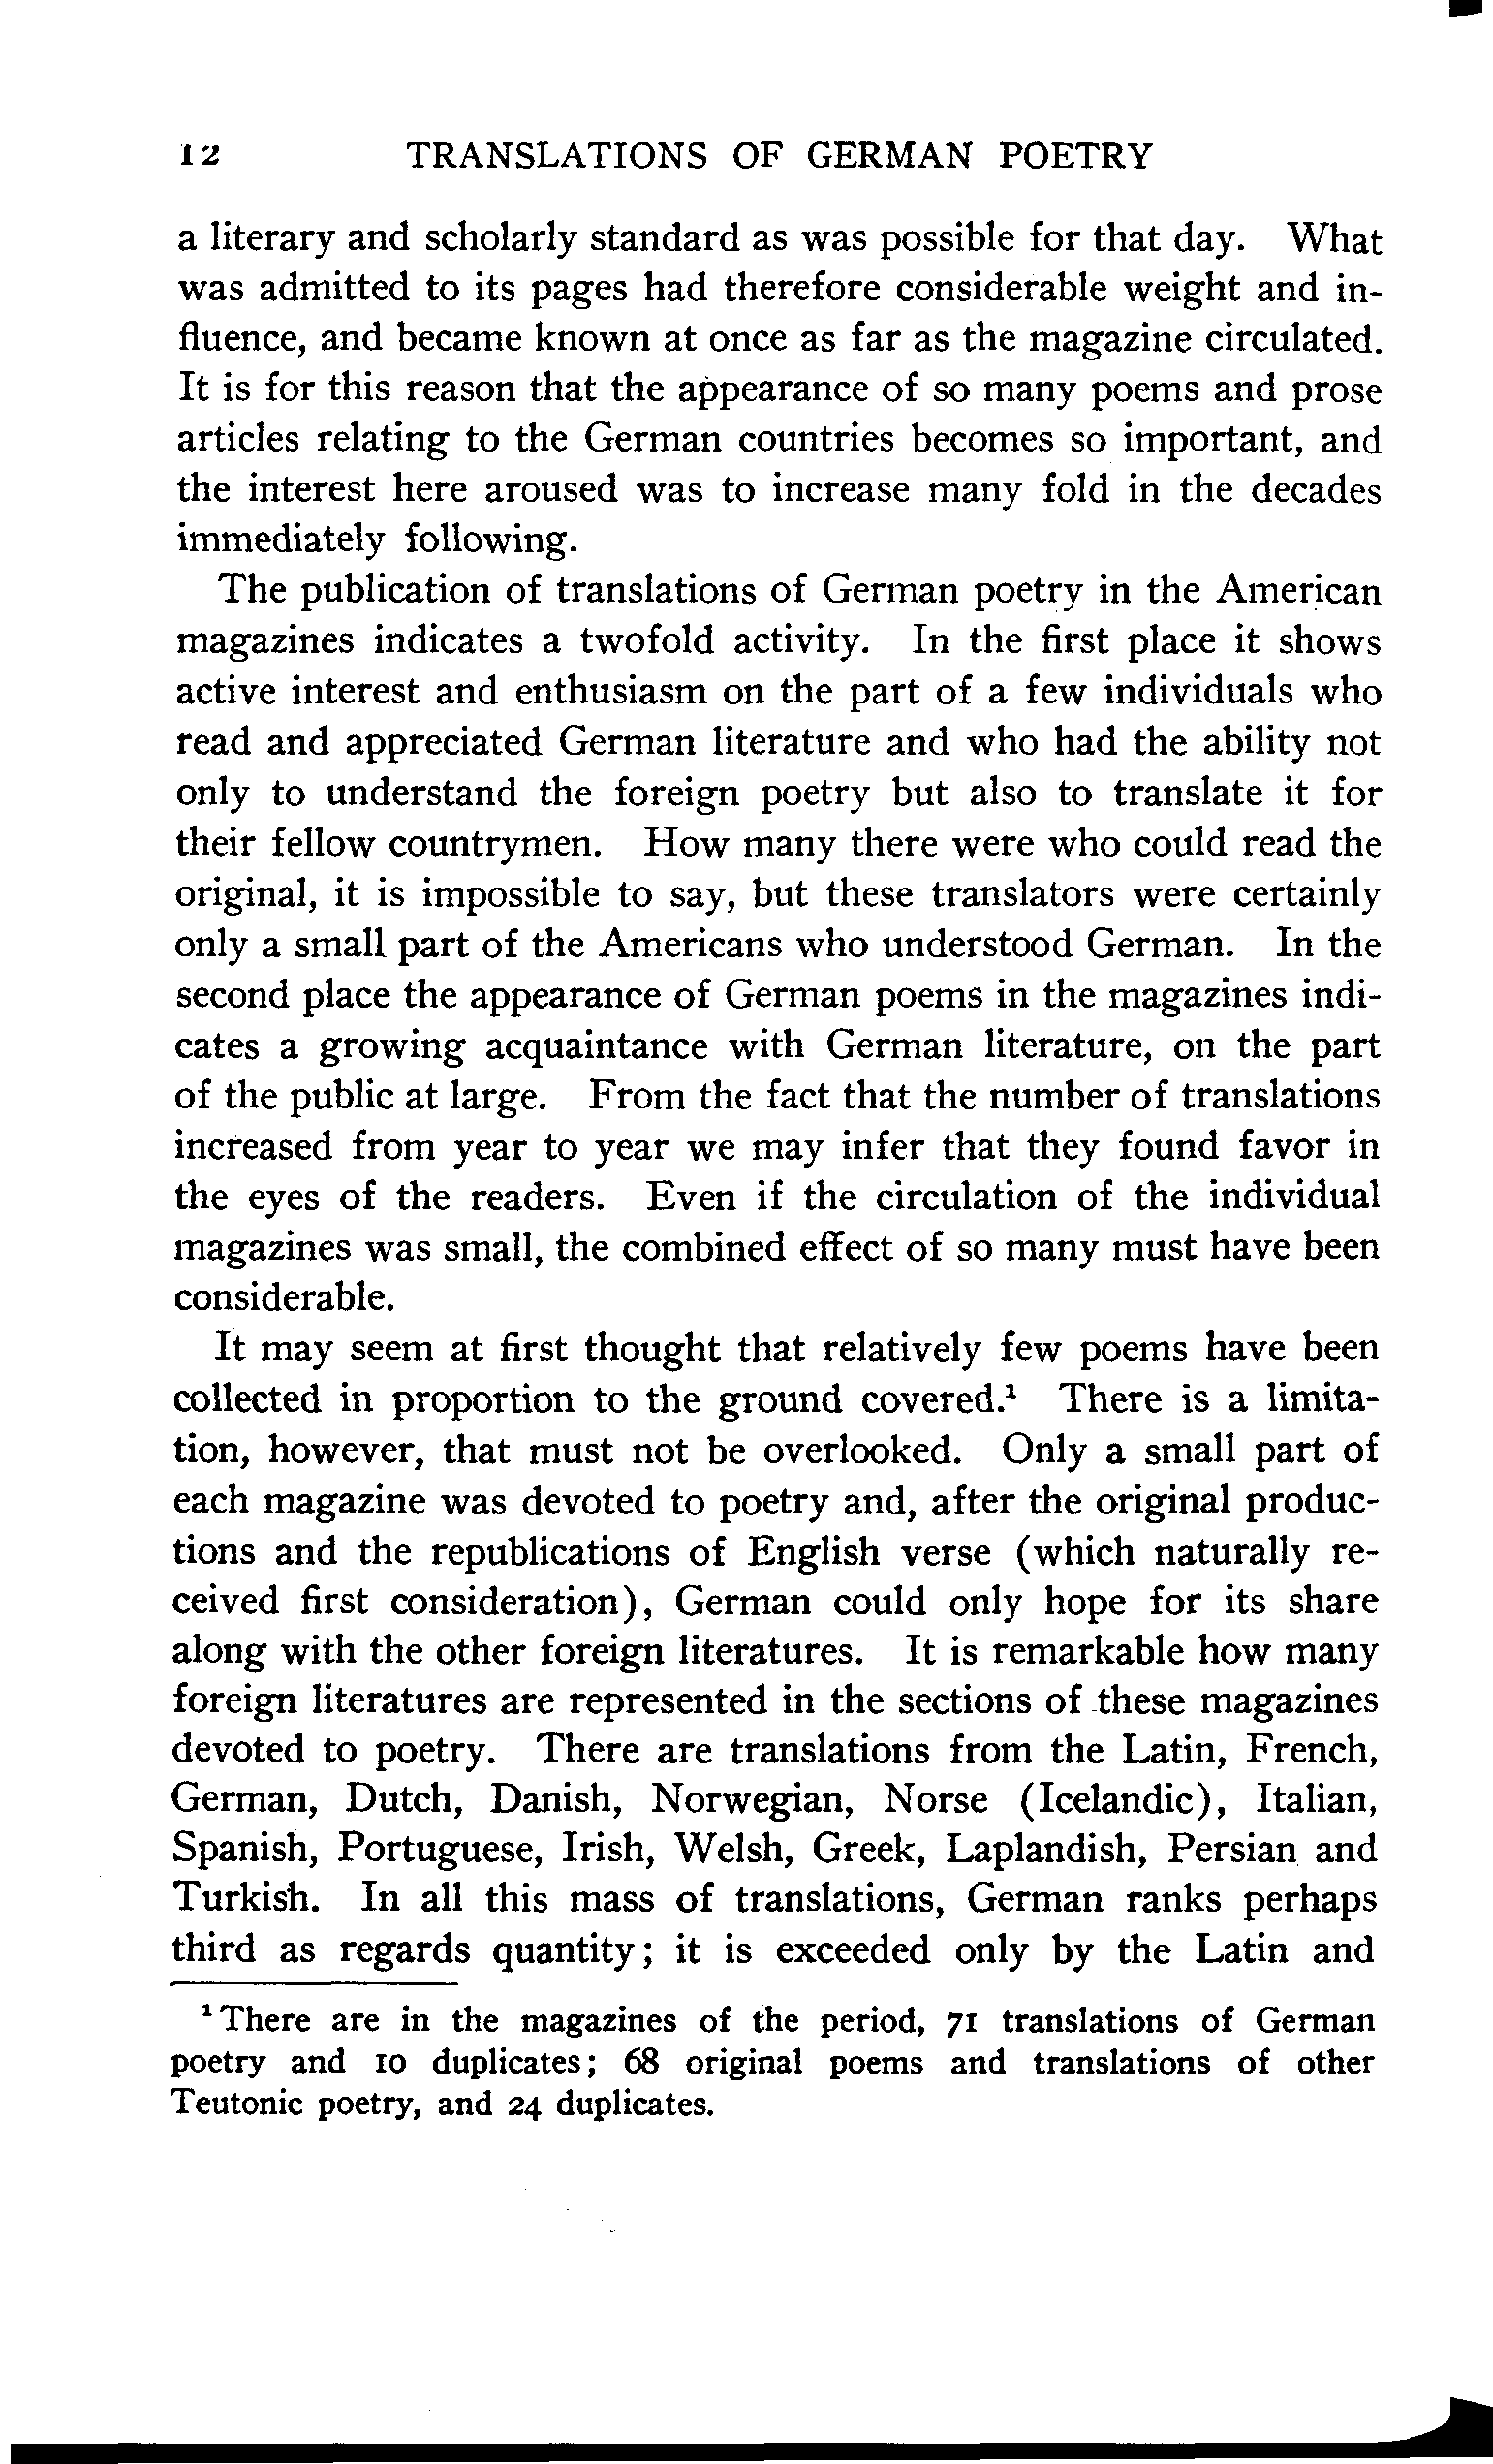 12 TRANSLATIONS OF GERMAN POETRY
a literary and scholarly standard as was possible for that day. What
was admitted to its pages had therefore considerable weight and in-
fluence, and became known at once as far as the magazine circulated.
It is for this reason that the appearance of so many poems and prose
articles relating to the German countries becomes so important, and
the interest here aroused was to increase many fold in the decades
immediately following.
The publication of translations of German poetry in the American
magazines indicates a twofold activity. In the first place it shows
active interest and enthusiasm on the part of a few individuals who
read and appreciated German literature and who had the ability not
only to understand the foreign poetry but also to translate it for
their fellow countrymen. How many there were who could read the
original, it is impossible to say, but these translators were certainly
only a small part of the Americans who understood German. In the
second place the appearance of German poems in the magazines indi-
cates a growing acquaintance with German literature, on the part
of the public at large. From the fact that the number of translations
increased from year to year we may infer that they found favor in
the eyes of the readers. Even if the circulation of the individual
magazines was small, the combined effect of so many must have been
considerable.
It may seem at first thought that relatively few poems have been
collected in proportion to the ground covered.¹ There is a limita-
tion, however, that must not be overlooked. Only a small part of
each magazine was devoted to poetry and, after the original produc-
tions and the republications of English verse (which naturally re-
ceived first consideration), German could only hope for its share
along with the other foreign literatures. It is remarkable how many
foreign literatures are represented in the sections of these magazines
devoted to poetry. There are translations from the Latin, French,
German, Dutch, Danish, Norwegian, Norse (Icelandic), Italian,
Spanish, Portuguese, Irish, Welsh, Greek, Laplandish, Persian and
Turkish. In all this mass of translations, German ranks perhaps
third as regards quantity; it is exceeded only by the Latin and
¹ There are in the magazines of the period, 71 translations of German
poetry and 10 duplicates; 68 original poems and translations of other
Teutonic poetry, and 24 duplicates.